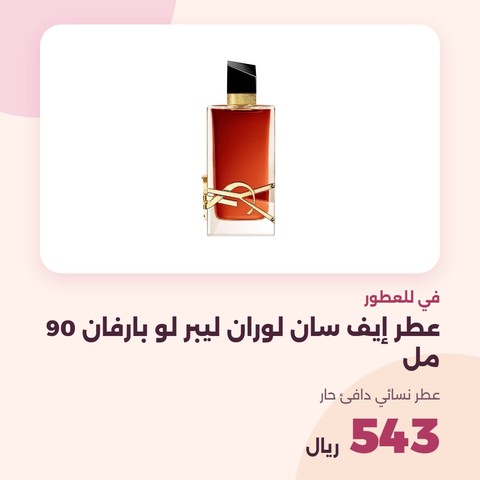 في للعطور
عطر إيف سان لوران ليبر لو بارفان 90
مل
عطر نسائي دافئ حار
543 ريال